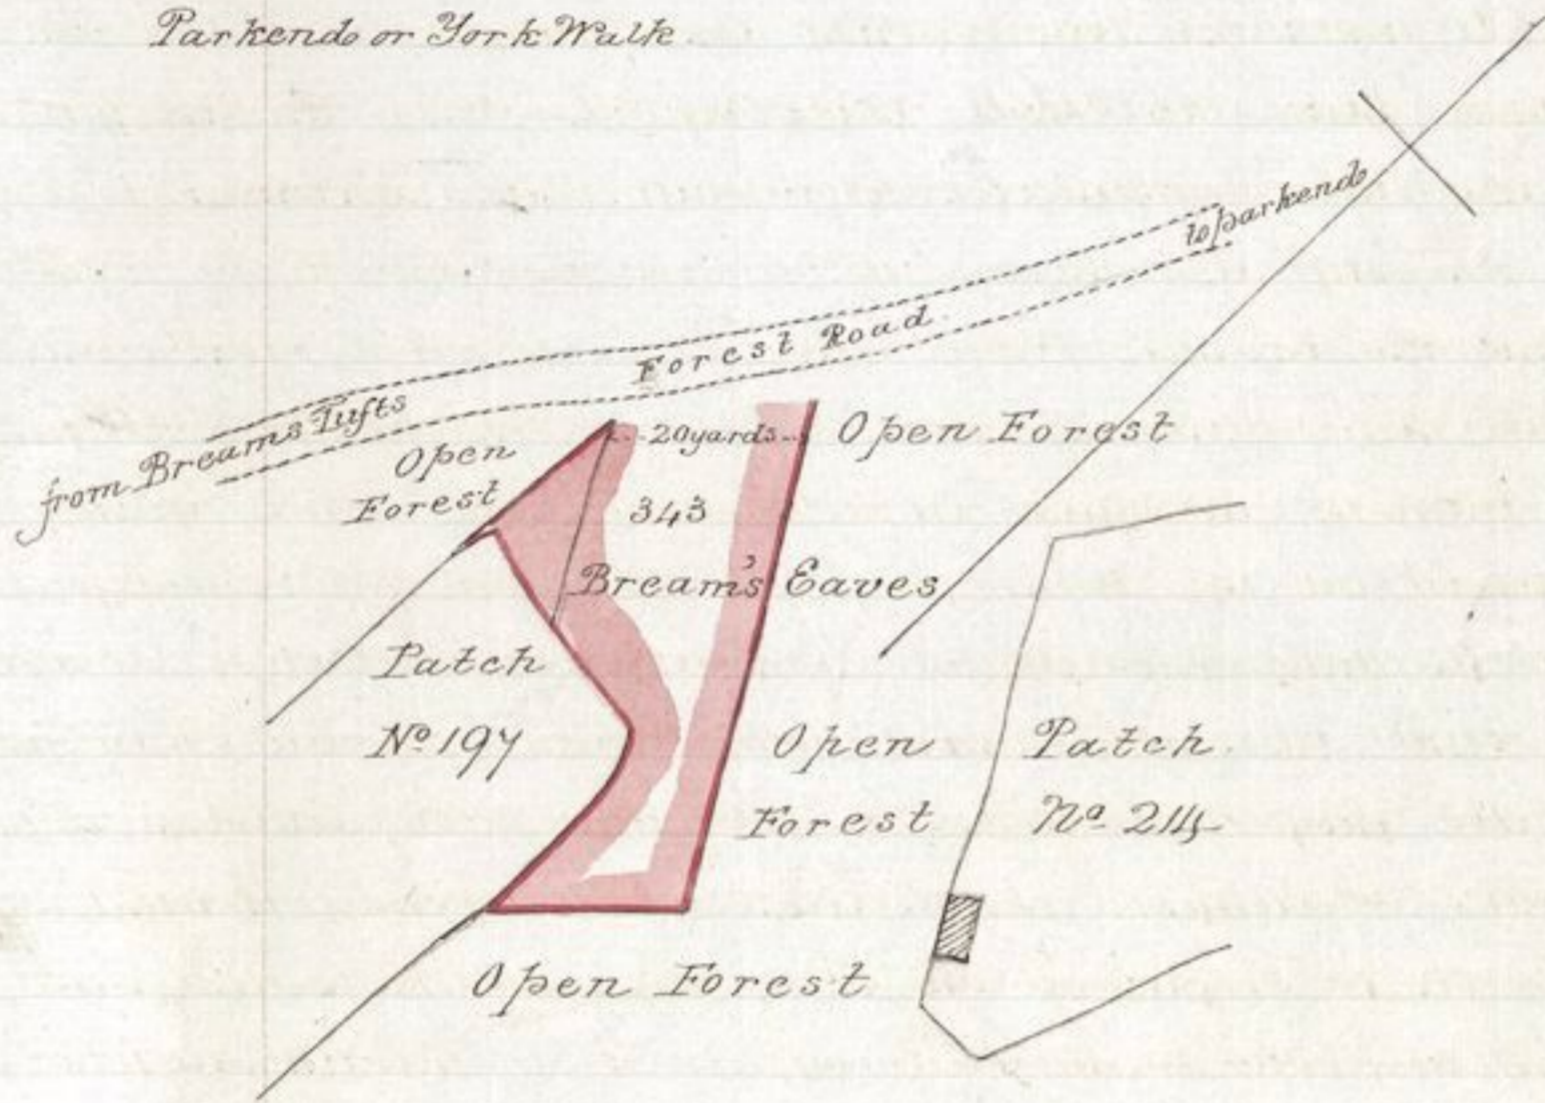 Parkend or York Walk
to parkend
Forest Road.
from Breams Tufts
Open
Forest
20 yards
Open Forest
343
Bream's Eaves
Patch
No 197
Open
Forest
Patch
No 214
Open Forest